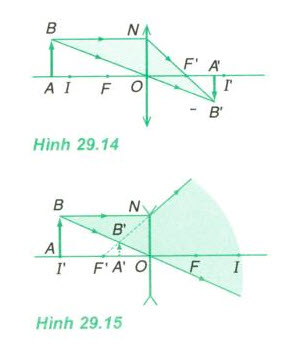 B N
F' A'
A I F O I'
B'
Hình 29.14
B N
B'
A
I' F' A' O F I
Hình 29.15